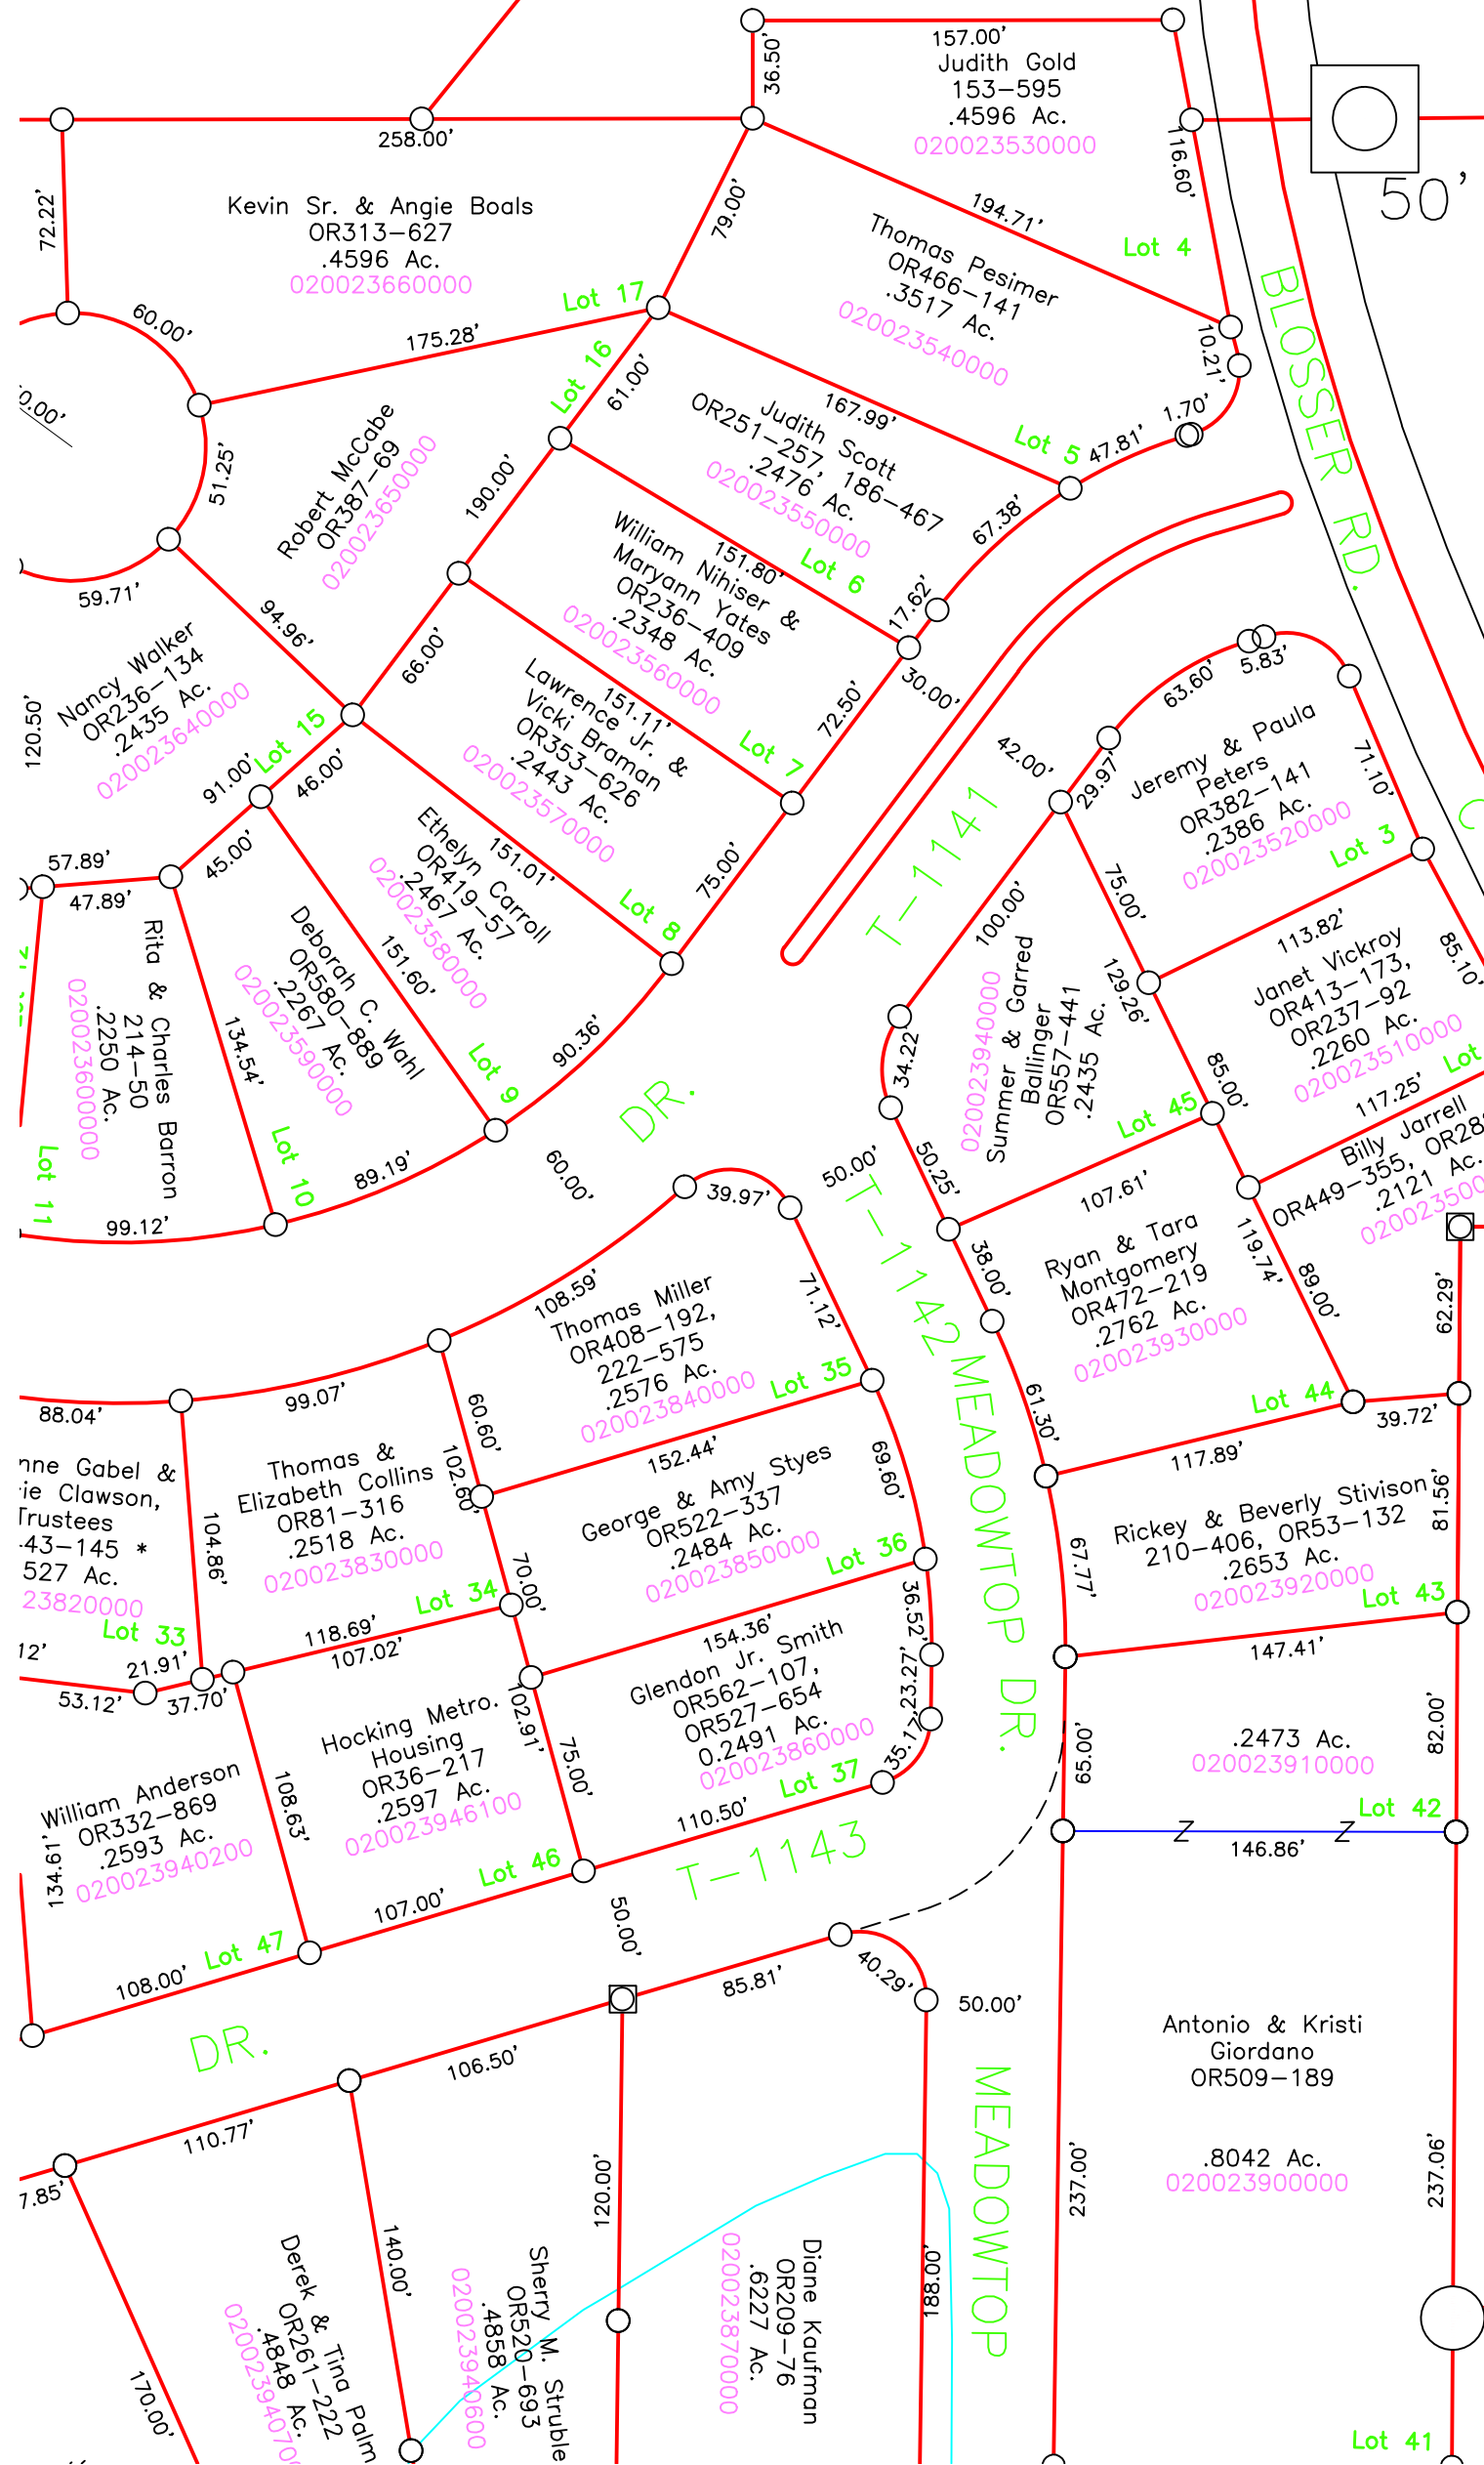 157.00'
36.50'
Judith Gold
153-595
.4596 Ac.
020023530000
258.00'
116.60'
50'
72.22'
Kevin Sr. & Angie Boals
OR313-627
.4596 Ac.
020023660000
79.00'
194.71'
Lot 4
Thomas Pesimer
OR466-141
.3517 Ac.
020023540000
BLOSSER RD.
60.00'
175.28'
Lot 17
Lot 16
61.00'
10.21'
1.70'
47.81'
167.99'
Lot 5
Judith Scott
OR251-257, 186-467
.2476 Ac.
020023550000
67.38'
51.25'
Robert McCabe
OR387-69
020023650000
190.00'
William Nihiser &
Maryann Yates
OR236-409
.2348 Ac.
020023560000
151.80'
Lot 6
17.62'
59.71'
94.96'
66.00'
Nancy Walker
OR236-134
.2435 Ac.
020023640000
120.50'
Lawrence Jr. &
Vicki Braman
OR353-626
.2443 Ac.
020023570000
151.11'
Lot 7
72.50'
30.00'
63.60'
5.83'
42.00'
29.97'
Jeremy & Paula
Peters
OR382-141
.2386 Ac.
020023520000
71.10'
Lot 3
Lot 15
91.00'
46.00'
45.00'
57.89'
47.89'
Ethelyn Carroll
OR419-57
.2467 Ac.
020023580000
151.01'
Lot 8
75.00'
T-1141
100.00'
75.00'
113.82'
85.10'
Rita & Charles Barron
214-50
.2250 Ac.
020023600000
Deborah C. Wahl
OR580-889
.2267 Ac.
020023590000
151.60'
134.54'
Lot 9
Lot 10
Lot 11
90.36'
89.19'
99.12'
DR.
60.00'
34.22'
Summer & Garred
Ballinger
OR557-441
.2435 Ac.
020023940000
129.26'
85.00'
Janet Vickroy
OR413-173,
OR237-92
.2260 Ac.
020023510000
Lot
117.25'
Lot 45
Billy Jarrell
OR449-355, OR28
.2121 Ac.
02002350
50.00'
50.25'
107.61'
39.97'
T-1142
38.00'
Ryan & Tara
Montgomery
OR472-219
.2762 Ac.
020023930000
119.74'
89.00'
62.29'
Lot 44
39.72'
108.59'
Thomas Miller
OR408-192,
222-575
.2576 Ac.
020023840000
71.12'
Lot 35
61.30'
117.89'
88.04'
99.07'
60.60'
102.60'
152.44'
MEADOWTOP DR.
nne Gabel &
ie Clawson,
Trustees
43-145 *
527 Ac.
23820000
Lot 33
104.86'
Thomas &
Elizabeth Collins
OR81-316
.2518 Ac.
020023830000
Lot 34
George & Amy Styes
OR522-337
.2484 Ac.
020023850000
69.60'
Lot 36
Rickey & Beverly Stivison
210-406, OR53-132
.2653 Ac.
020023920000
81.56'
67.77'
Lot 43
70.00'
12'
21.91'
53.12'
37.70'
118.69'
107.02'
154.36'
36.52'
23.27'
35.17'
147.41'
Glendon Jr. Smith
OR562-107,
OR527-654
0.2491 Ac.
020023860000
Lot 37
102.91'
75.00'
Hocking Metro.
Housing
OR36-217
.2597 Ac.
020023946100
Lot 46
William Anderson
OR332-869
.2593 Ac.
020023940200
134.61'
108.63'
Lot 47
65.00'
.2473 Ac.
020023910000
82.00'
Lot 42
Z
Z
146.86'
110.50'
T-1143
107.00'
108.00'
50.00'
DR.
85.81'
40.29'
50.00'
106.50'
110.77'
7.85'
Antonio & Kristi
Giordano
OR509-189
.8042 Ac.
020023900000
237.00'
237.06'
MEADOWTOP
120.00'
140.00'
170.00'
188.00'
Derek & Tina Palm
OR261-222
.4848 Ac.
02002394070
Sherry M. Struble
OR520-693
.4858 Ac.
020023940600
Diane Kaufman
OR209-76
.6227 Ac.
020023870000
Lot 41